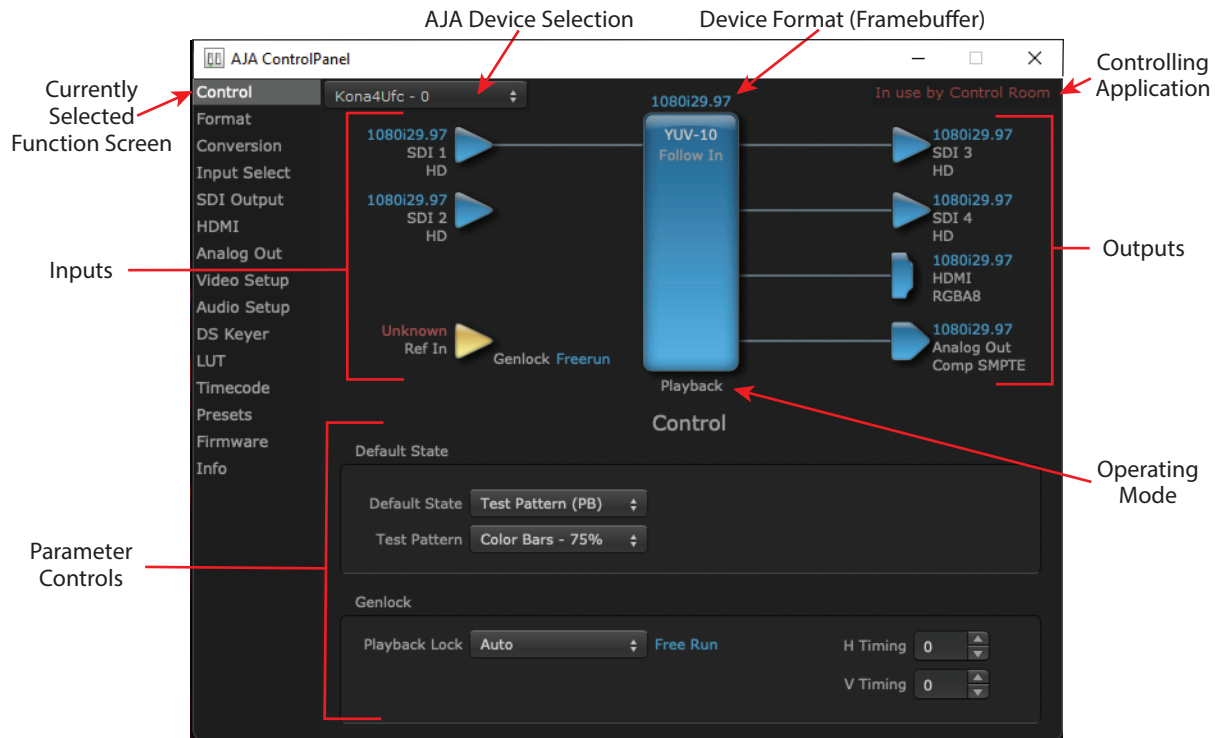 AJA Device Selection
Device Format (Framebuffer)
AJA ControlPanel
Currently
Selected
Function Screen
Controlling
Application
Control
Format
Conversion
Input Select
SDI Output
HDMI
Analog Out
Video Setup
Audio Setup
DS Keyer
LUT
Timecode
Presets
Firmware
Info
Kona4Ufc - 0
1080i29.97
In use by Control Room
1080i29.97
SDI 1
HD
1080i29.97
SDI 2
HD
Unknown
Ref In
Genlock Freerun
YUV-10
Follow In
Playback
1080i29.97
SDI 3
HD
1080i29.97
SDI 4
HD
1080i29.97
HDMI
RGBA8
1080i29.97
Analog Out
Comp SMPTE
Inputs
Outputs
Operating
Mode
Parameter
Controls
Control
Default State
Default State Test Pattern (PB)
Test Pattern Color Bars - 75%
Genlock
Playback Lock Auto Free Run
H Timing 0
V Timing 0